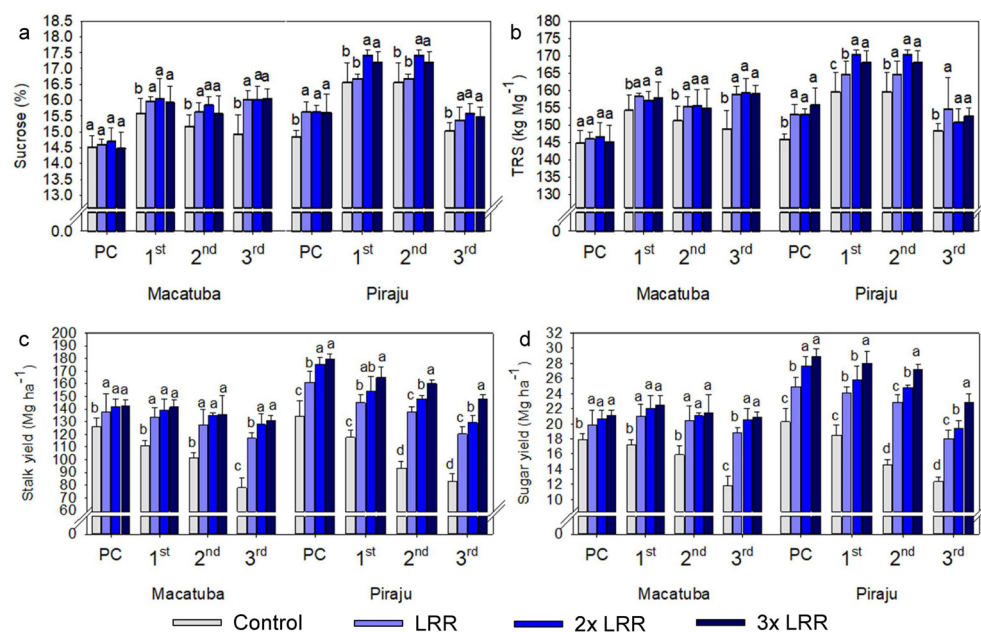 a
Sucrose (%)
18.5
18.0
17.5
17.0
16.5
16.0
15.5
15.0
14.5
14.0
13.5
13.0
0.0
a a a a b a a a b a a a b a a a b a a a b b a a b b a a b a a a
PC 1st 2nd 3rd PC 1st 2nd 3rd
Macatuba Piraju
b
TRS (kg Mg-1)
180
175
170
165
160
155
150
145
140
135
130
0
a a a a b a a a b a a a b a a a b a a a c b a a b b a a b a a a
PC 1st 2nd 3rd PC 1st 2nd 3rd
Macatuba Piraju
c
Stalk yield (Mg ha-1)
200
190
180
170
160
150
140
130
120
110
100
90
80
70
60
0
b a a a b a a a b a a a c b a a c b a a c b ab a c b b a d c b a
PC 1st 2nd 3rd PC 1st 2nd 3rd
Macatuba Piraju
d
Sugar yield (Mg ha-1)
32
30
28
26
24
22
20
18
16
14
12
10
0
b a a a b a a a b a a a c b a a c b a a c b b a d c b a d c b a
PC 1st 2nd 3rd PC 1st 2nd 3rd
Macatuba Piraju
Control LRR 2x LRR 3x LRR